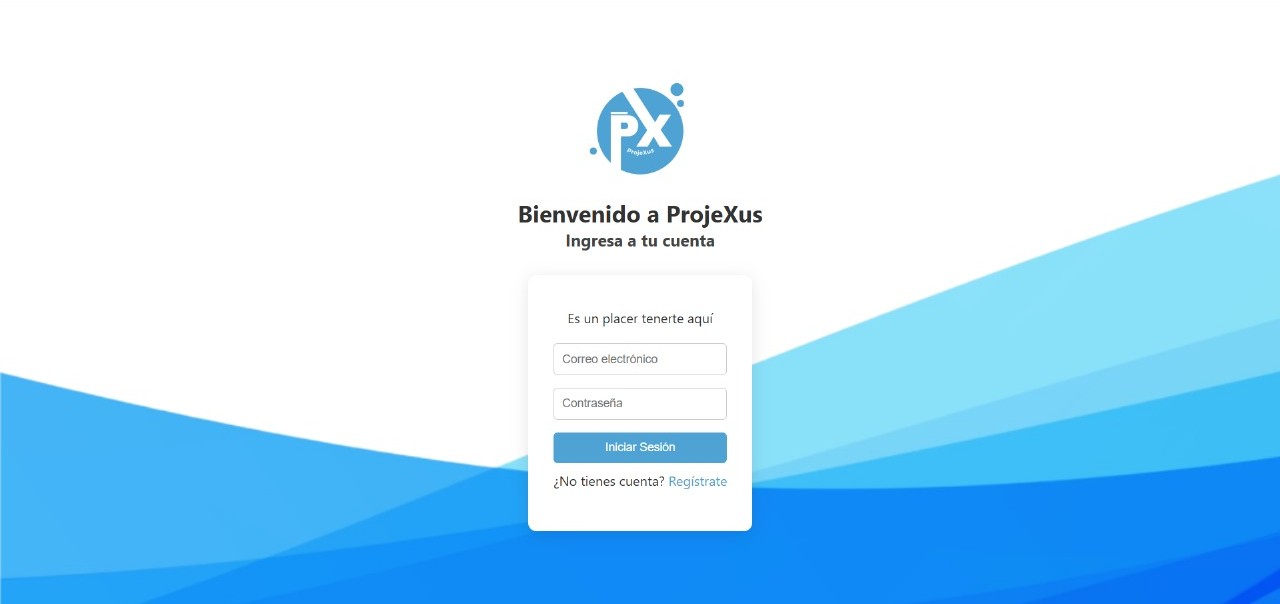 PX
ProjeXus
Bienvenido a ProjeXus
Ingresa a tu cuenta
Es un placer tenerte aquí
Correo electrónico
Contraseña
Iniciar Sesión
¿No tienes cuenta? Regístrate